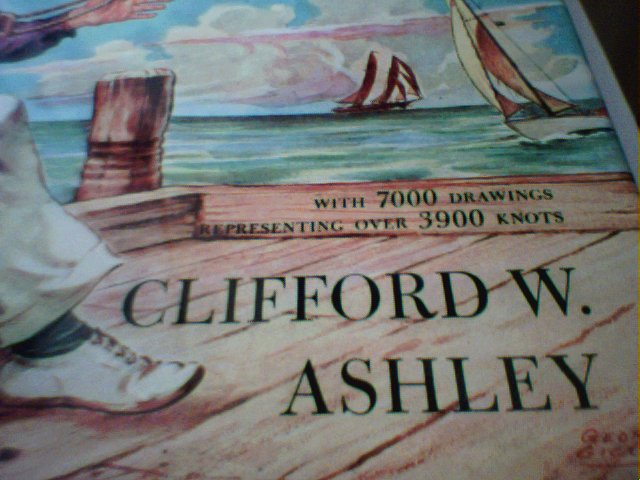 WITH 7000 DRAWINGS
REPRESENTING OVER 3900 KNOTS
CLIFFORD W.
ASHLEY